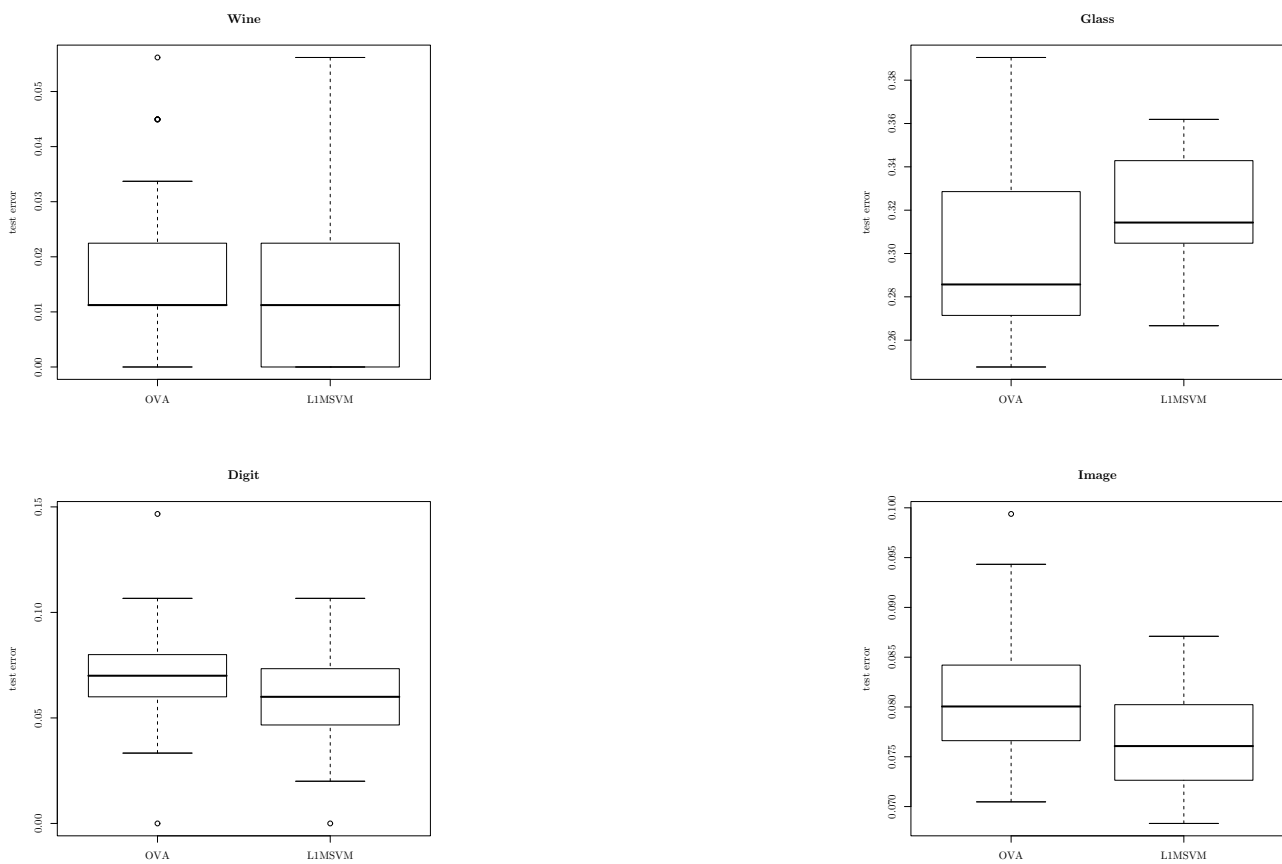 Wine
test error
0.05
0.04
0.03
0.02
0.01
0.00
OVA
L1MSVM
Glass
test error
0.38
0.36
0.34
0.32
0.30
0.28
0.26
OVA
L1MSVM
Digit
test error
0.15
0.10
0.05
0.00
OVA
L1MSVM
Image
test error
0.100
0.095
0.090
0.085
0.080
0.075
0.070
OVA
L1MSVM